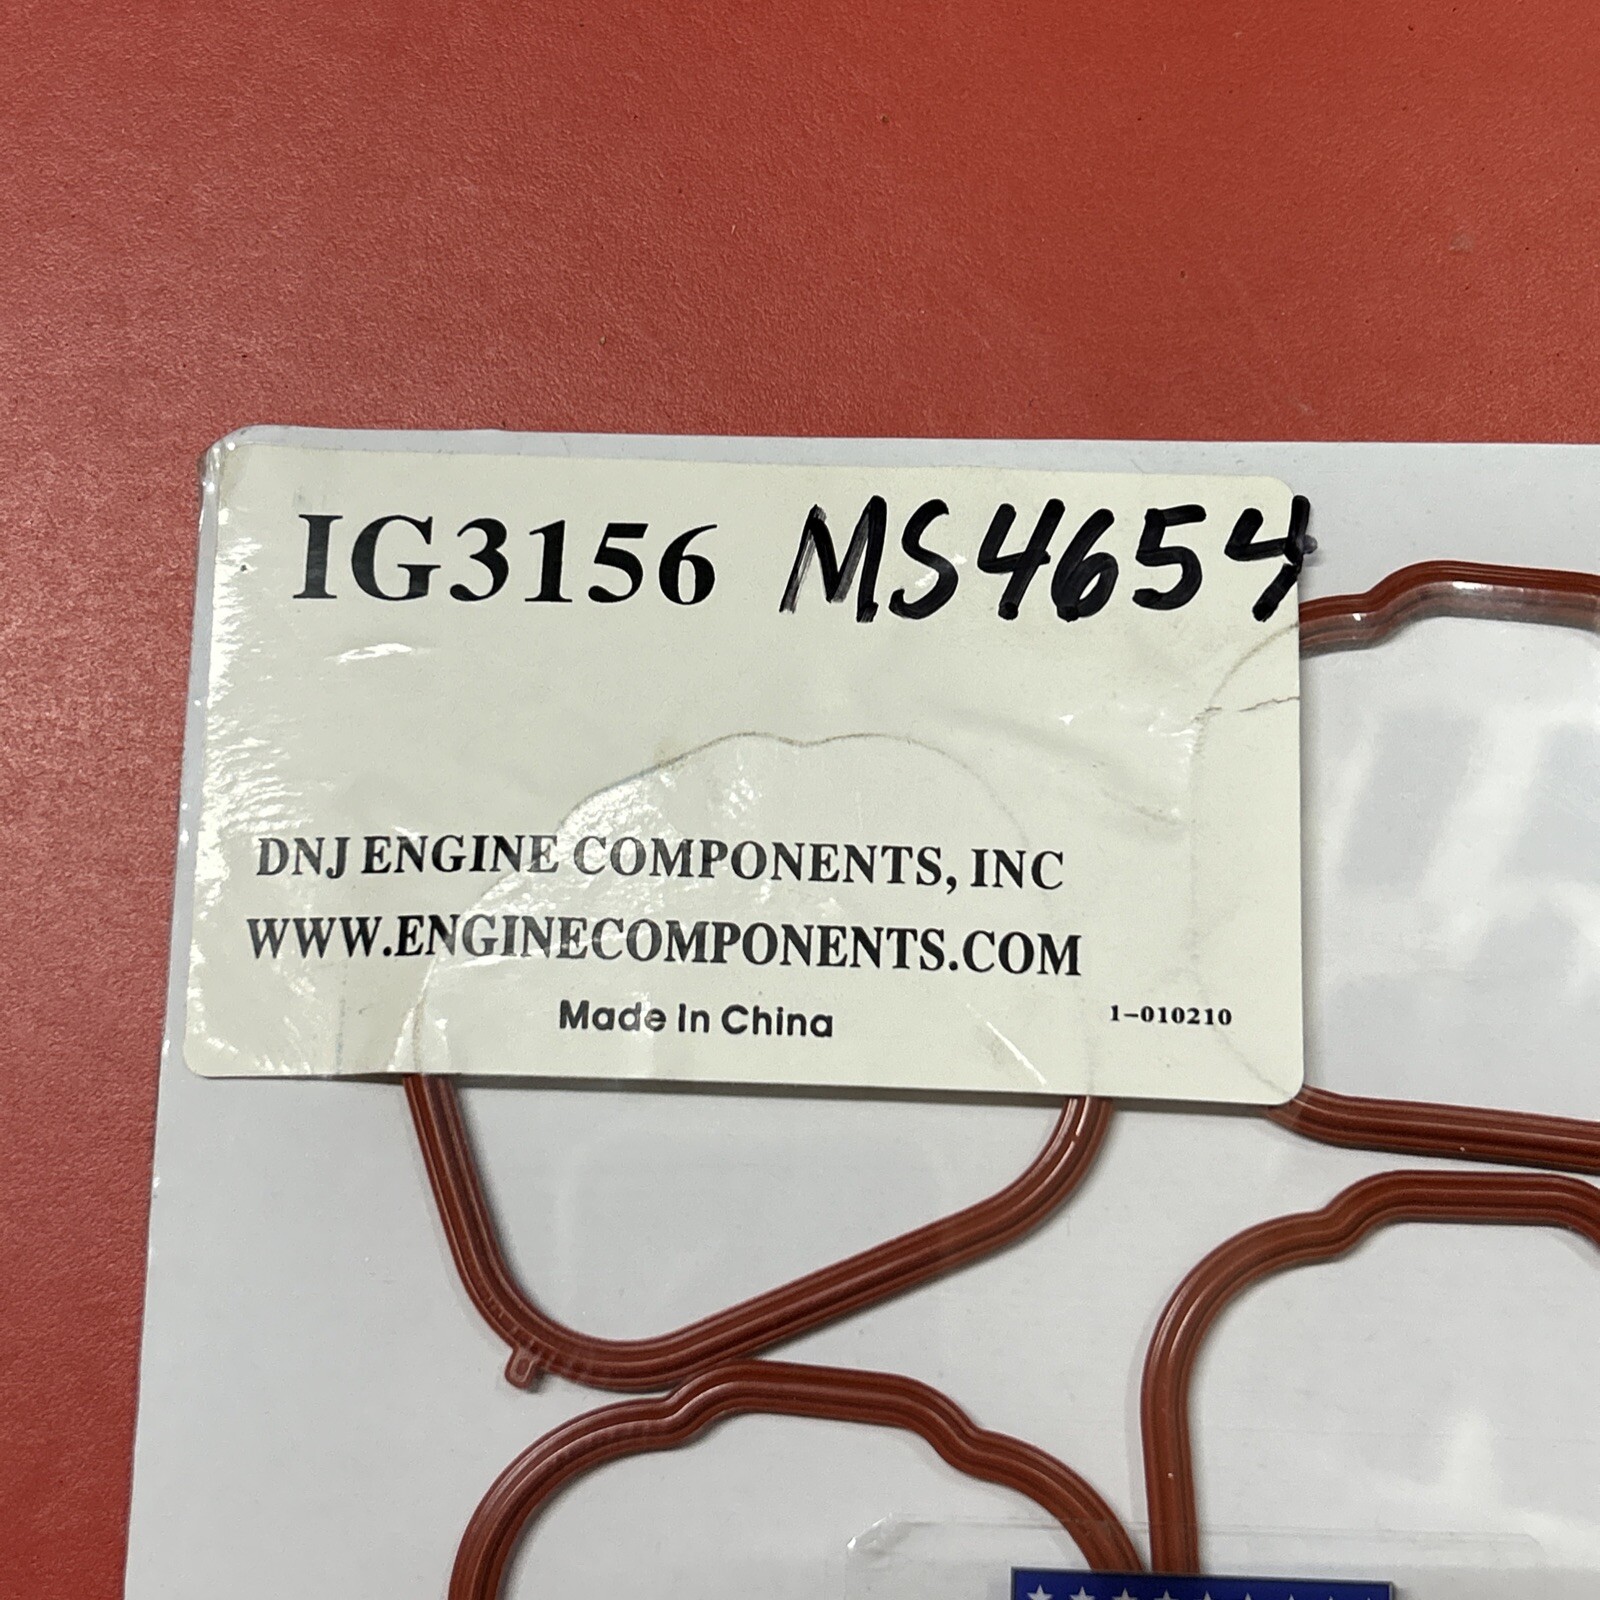 IG3156 MS4654
DNJ ENGINE COMPONENTS, INC
WWW.ENGINECOMPONENTS.COM
Made In China
1-010210